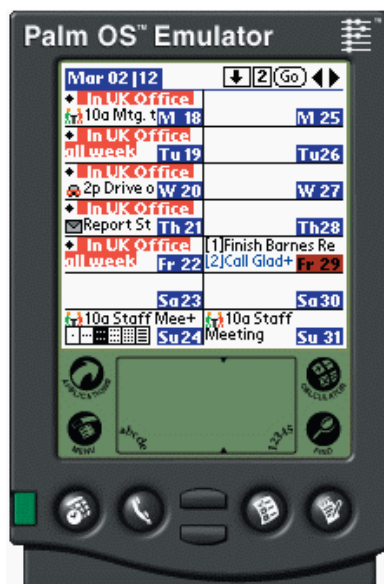 Palm OS™ Emulator
Mar 02 |12 2 Go
In UK Office
10a Mtg. t M 18 M 25
In UK Office
all week Tu 19 Tu26
In UK Office
2p Drive o W 20 W 27
In UK Office
Report St Th 21 Th28
In UK Office [1]Finish Barnes Re
all week Fr 22 [2]Call Glad+ Fr 29
Sa23 Sa30
10a Staff Mee+ 10a Staff
Su24 Meeting Su 31
APPLICATIONS CALCULATOR
MENU abcde 12345 FIND